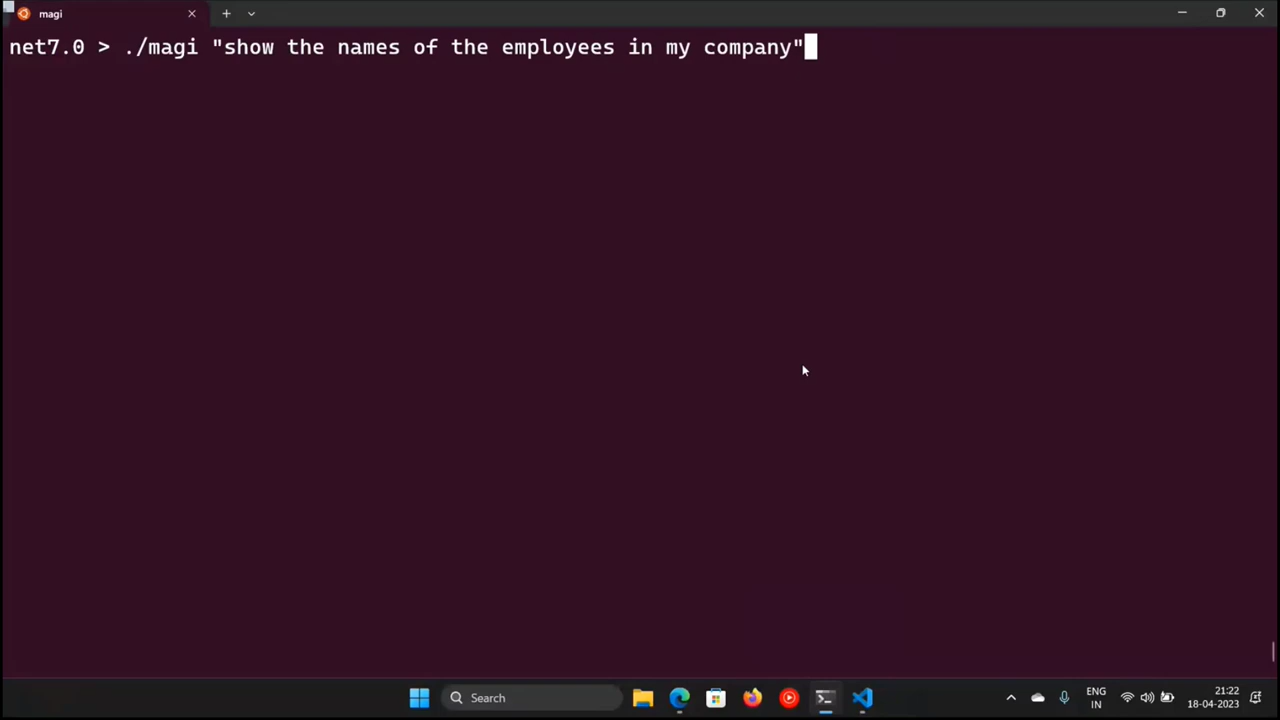 magi
net7.0 > ./magi "show the names of the employees in my company"
Search
ENG
IN
21:22
18-04-2023